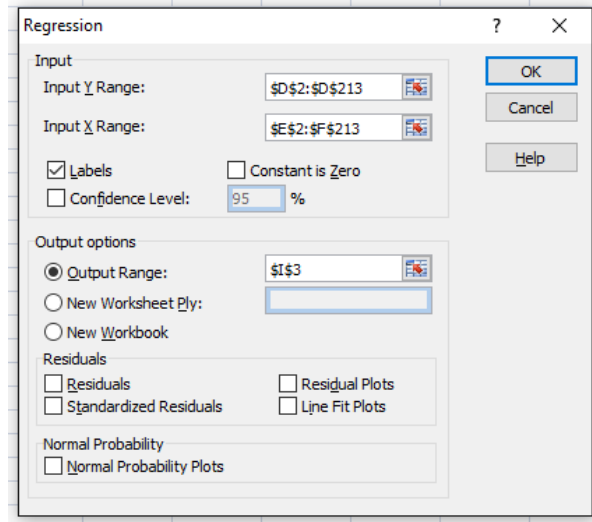 Regression ? X
Input
Input Y Range: $D$2:$D$213
Input X Range: $E$2:$F$213
Labels Constant is Zero
Confidence Level: 95 %
OK
Cancel
Help
Output options
Output Range: $I$3
New Worksheet Ply:
New Workbook
Residuals
Residuals Residual Plots
Standardized Residuals Line Fit Plots
Normal Probability
Normal Probability Plots